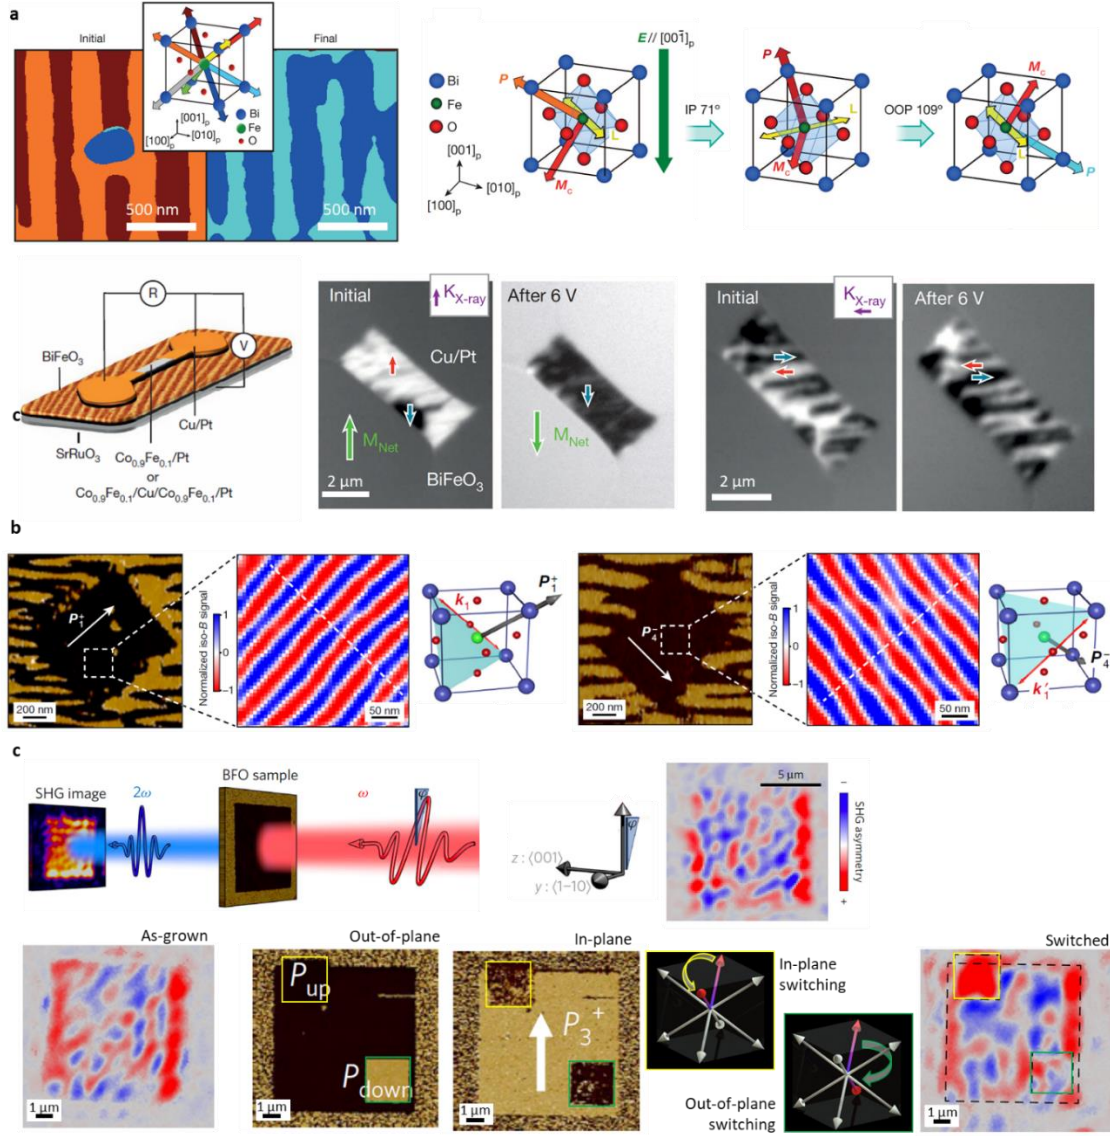 a
Initial
Final
[001]p
[100]p
[010]p
Bi
Fe
O
500 nm
500 nm
Bi
Fe
O
[001]p
[010]p
[100]p
P
L
Mc
E // [001̄]p
IP 71°
P
L
Mc
OOP 109°
Mc
L
P
R
V
BiFeO3
c
SrRuO3
Cu/Pt
Co0.9Fe0.1/Pt
or
Co0.9Fe0.1/Cu/Co0.9Fe0.1/Pt
Initial
KX-ray
Cu/Pt
MNet
BiFeO3
2 μm
After 6 V
MNet
Initial
KX-ray
2 μm
After 6 V
b
P1+
200 nm
Normalized iso-B signal
1
0
−1
50 nm
k1
P1+
P4−
200 nm
Normalized iso-B signal
1
0
−1
50 nm
k1′
P4−
c
SHG image
2ω
BFO sample
ω
z : ⟨001⟩
y : ⟨1−10⟩
5 μm
−
SHG asymmetry
+
As-grown
1 μm
Out-of-plane
Pup
Pdown
1 μm
In-plane
P3+
1 μm
In-plane
switching
Out-of-plane
switching
Switched
1 μm